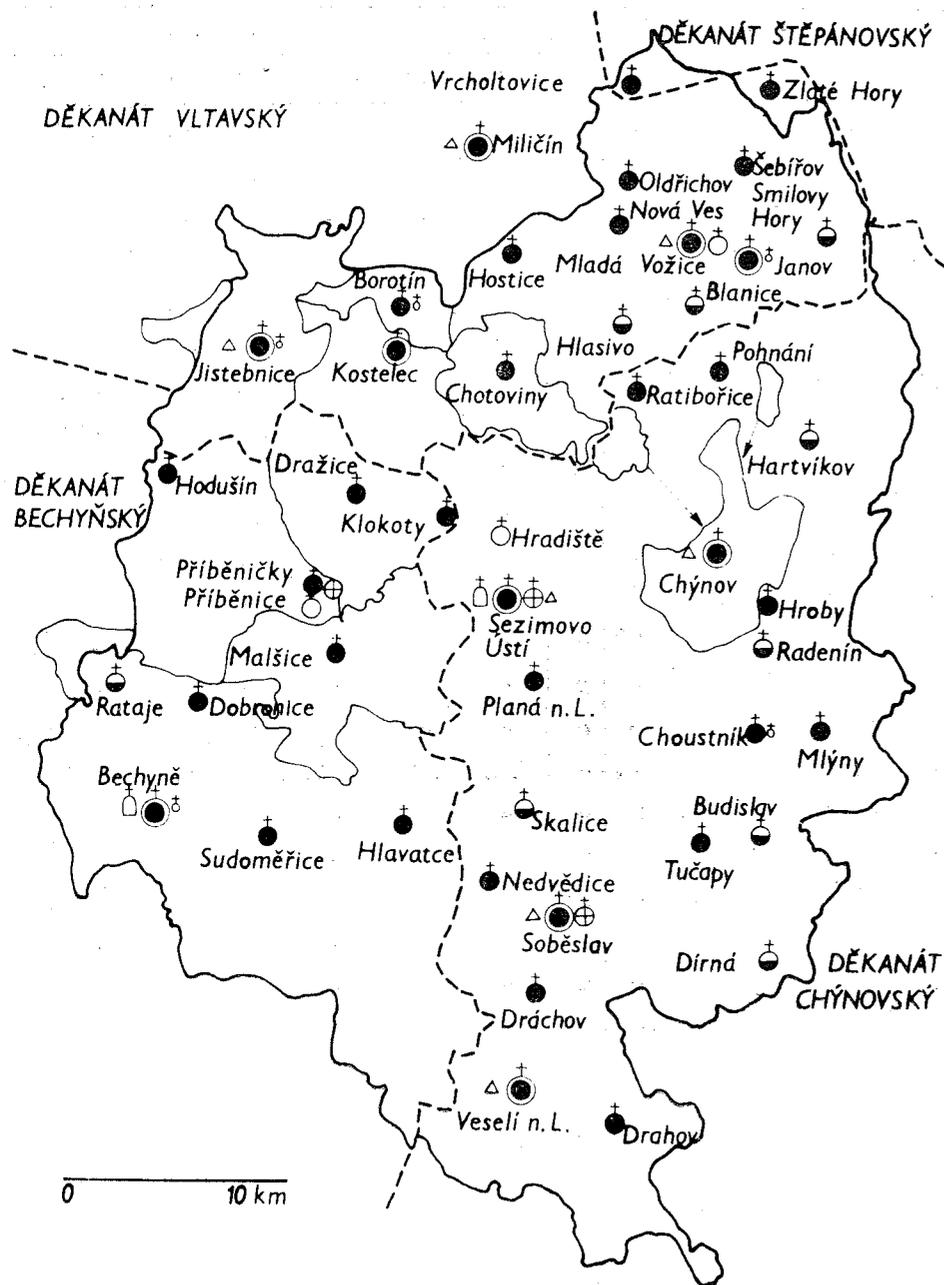 DĚKANÁT ŠTĚPÁNOVSKÝ
Vrcholtovice
Zlaté Hory
DĚKANÁT VLTAVSKÝ
Miličín
Šebířov
Oldřichov
Smilovy
Hory
Nová Ves
Mladá Vožice
Janov
Hostice
Borotín
Blanice
Hlasivo
Pohnání
Jistebnice
Kostelec
Chotoviny
Ratibořice
Hartvíkov
Dražice
Hodušín
DĚKANÁT
BECHYŇSKÝ
Klokoty
Hradiště
Příběničky
Příběnice
Chýnov
Hroby
Sezimovo
Ústí
Malšice
Radenín
Rataje
Dobronice
Planá n.L.
Choustník
Mlýny
Bechyně
Skalice
Budislav
Sudoměřice
Hlavatce
Tučapy
Nedvědice
Soběslav
Dírná
DĚKANÁT
CHÝNOVSKÝ
Dráchov
Veselí n.L.
Drahov
0 10 km